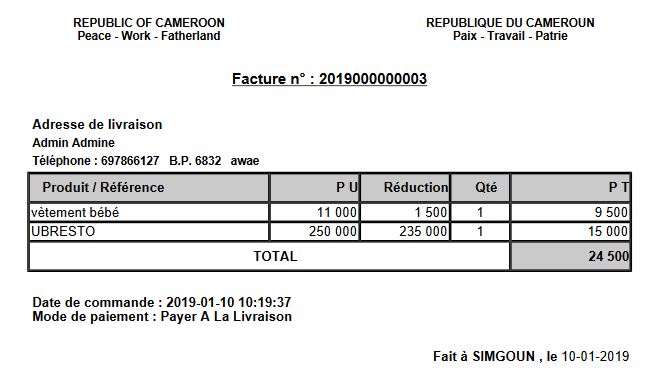 REPUBLIC OF CAMEROON REPUBLIQUE DU CAMEROUN
Peace - Work - Fatherland Paix - Travail - Patrie
Facture n° : 2019000000003
Adresse de livraison
Admin Admine
Téléphone : 697866127 B.P. 6832 awae
Produit / Référence P U Réduction Qté P T
vètement bébé 11 000 1 500 1 9 500
UBRESTO 250 000 235 000 1 15 000
TOTAL 24 500
Date de commande : 2019-01-10 10:19:37
Mode de paiement : Payer A La Livraison
Fait à SIMGOUN , le 10-01-2019